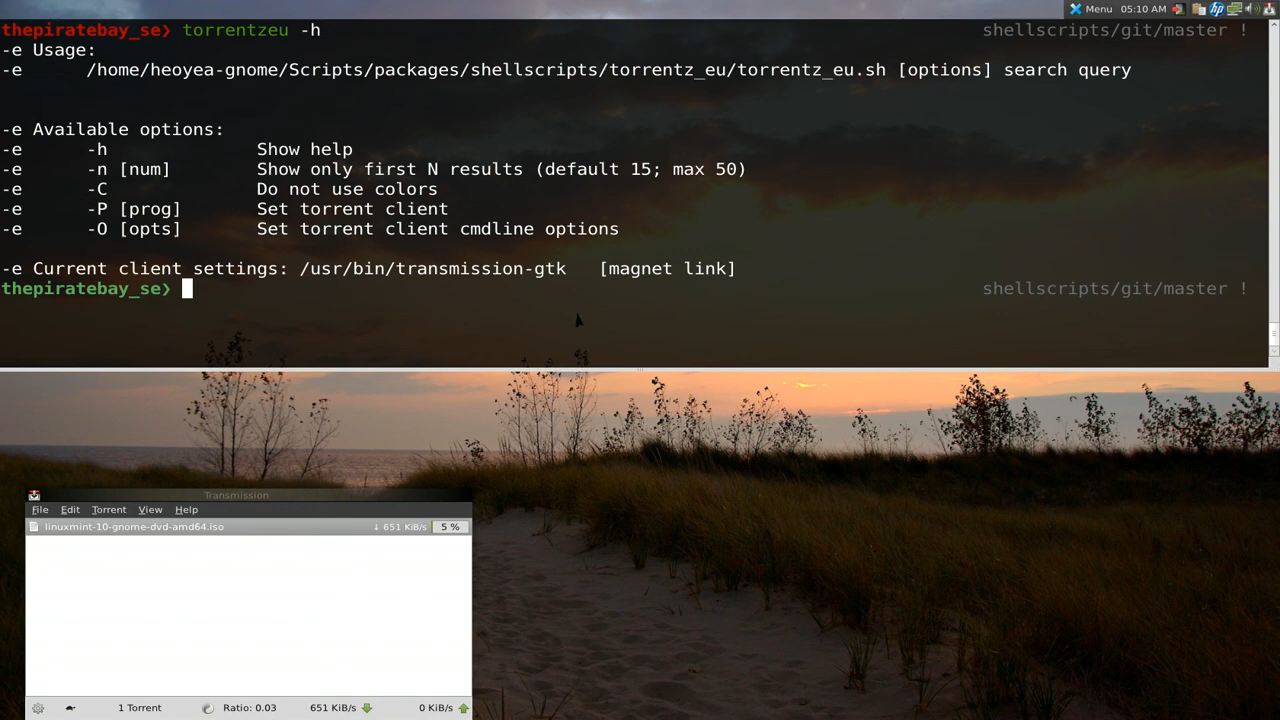 Menu 05:10 AM
thepiratebay_se❯ torrentzeu -h shellscripts/git/master !
-e Usage:
-e /home/heoyea-gnome/Scripts/packages/shellscripts/torrentz_eu/torrentz_eu.sh [options] search query
-e Available options:
-e -h Show help
-e -n [num] Show only first N results (default 15; max 50)
-e -C Do not use colors
-e -P [prog] Set torrent client
-e -O [opts] Set torrent client cmdline options
-e Current client settings: /usr/bin/transmission-gtk [magnet link]
thepiratebay_se❯ shellscripts/git/master !
Transmission
File Edit Torrent View Help
linuxmint-10-gnome-dvd-amd64.iso ↓ 651 KiB/s 5 %
1 Torrent Ratio: 0.03 651 KiB/s 0 KiB/s